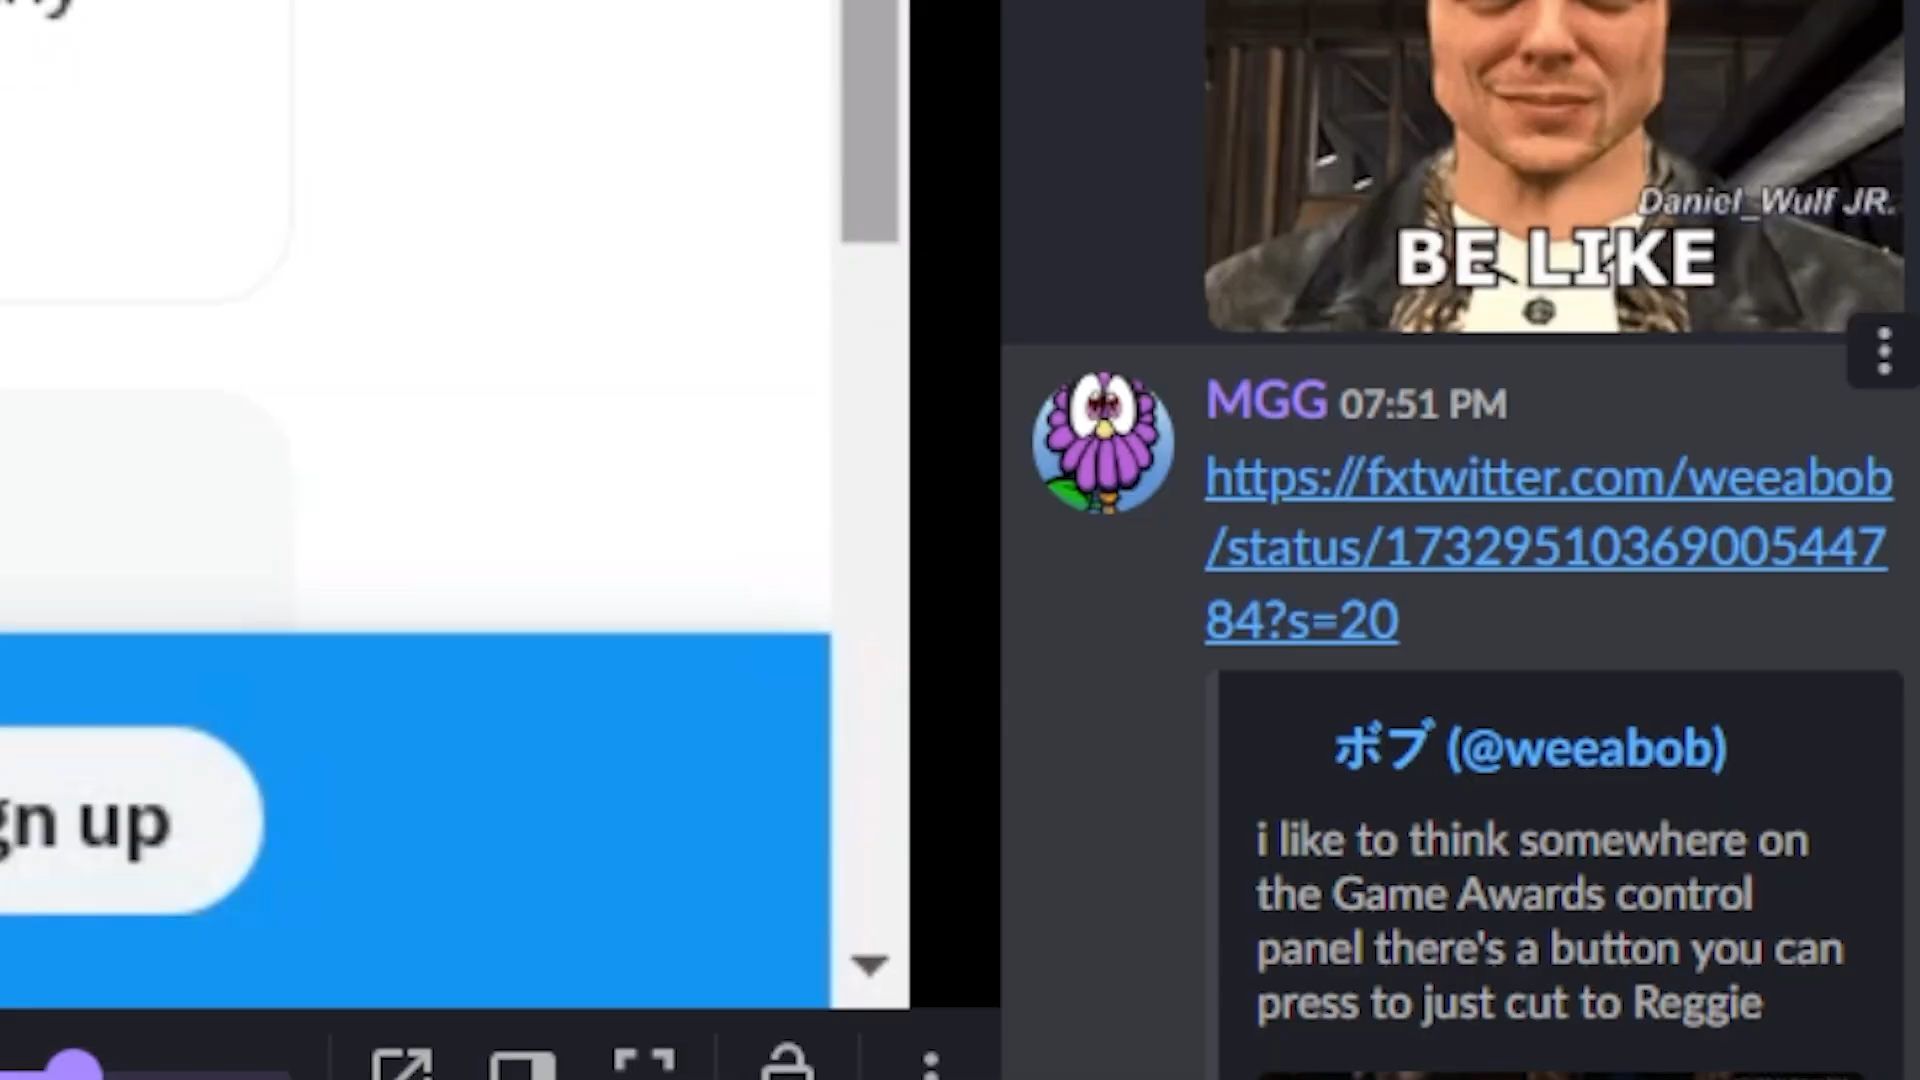 gn up
Daniel_Wulf JR.
BE LIKE
MGG 07:51 PM
https://fxtwitter.com/weeabob
/status/17329510369005447
84?s=20
ボブ (@weeabob)
i like to think somewhere on
the Game Awards control
panel there's a button you can
press to just cut to Reggie